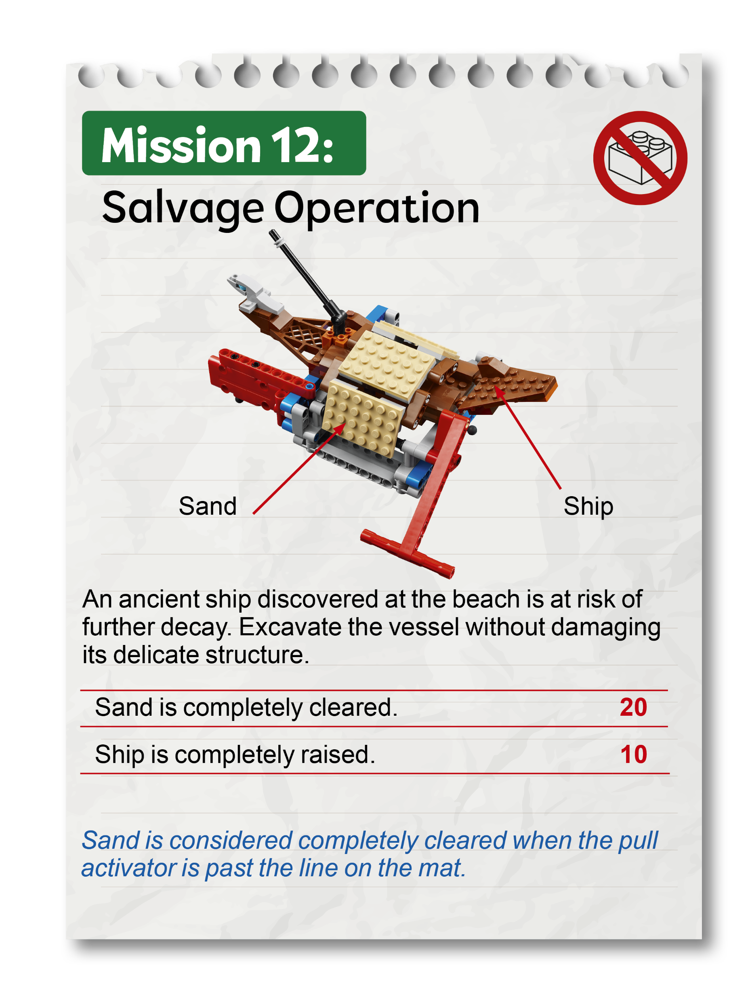 Mission 12:
Salvage Operation
Sand
Ship
An ancient ship discovered at the beach is at risk of
further decay. Excavate the vessel without damaging
its delicate structure.
Sand is completely cleared. 20
Ship is completely raised. 10
Sand is considered completely cleared when the pull
activator is past the line on the mat.